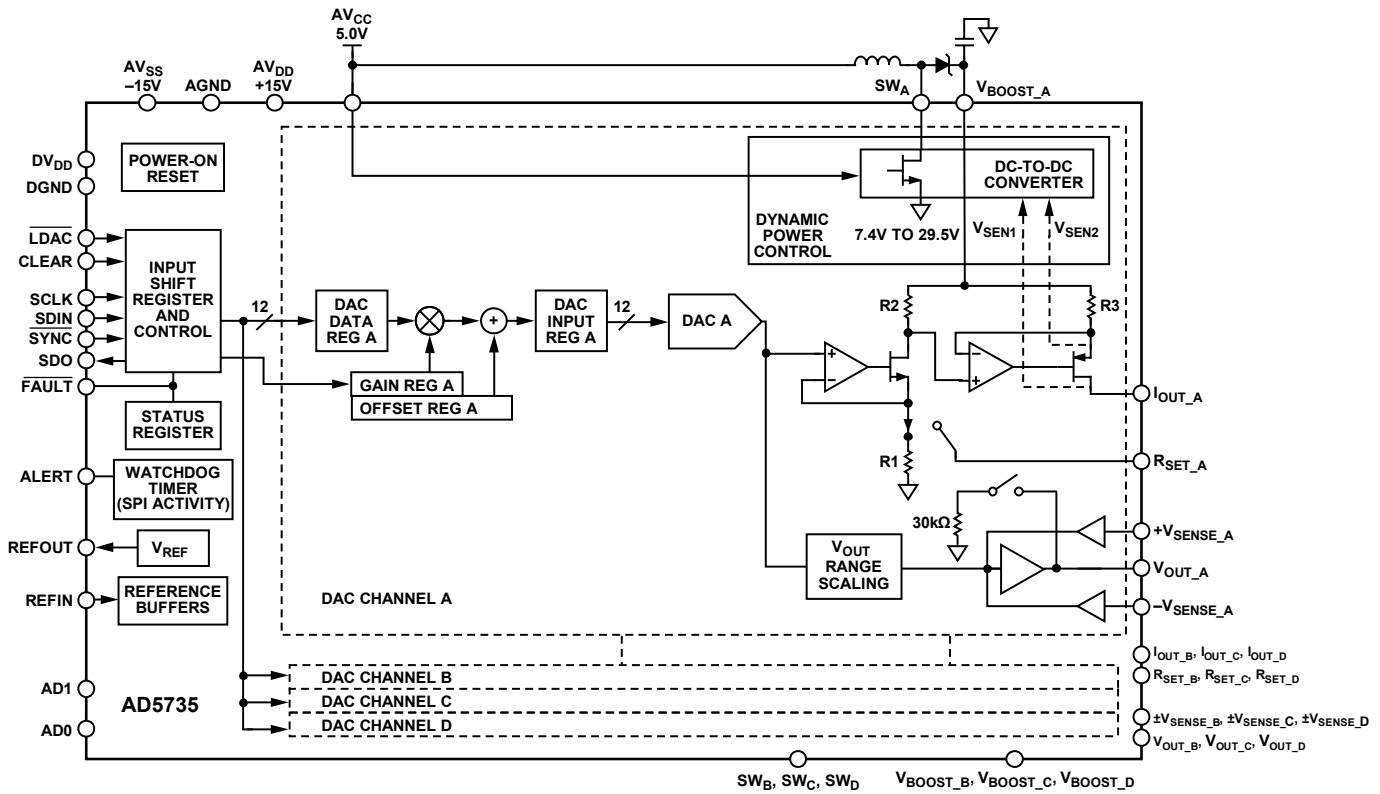 AVCC
5.0V
AVSS
–15V
AGND
AVDD
+15V
SWA
VBOOST_A
DVDD
DGND
POWER-ON
RESET
DC-TO-DC
CONVERTER
DYNAMIC
POWER
CONTROL
7.4V TO 29.5V
VSEN1
VSEN2
LDAC
CLEAR
SCLK
SDIN
SYNC
SDO
FAULT
INPUT
SHIFT
REGISTER
AND
CONTROL
12
DAC
DATA
REG A
×
+
DAC
INPUT
REG A
12
DAC A
R2
R3
+
–
–
+
GAIN REG A
OFFSET REG A
STATUS
REGISTER
IOUT_A
R1
RSET_A
ALERT
WATCHDOG
TIMER
(SPI ACTIVITY)
30kΩ
REFOUT
VREF
+VSENSE_A
VOUT
RANGE
SCALING
VOUT_A
REFIN
REFERENCE
BUFFERS
DAC CHANNEL A
–VSENSE_A
IOUT_B, IOUT_C, IOUT_D
RSET_B, RSET_C, RSET_D
DAC CHANNEL B
DAC CHANNEL C
DAC CHANNEL D
AD1
AD0
AD5735
±VSENSE_B, ±VSENSE_C, ±VSENSE_D
VOUT_B, VOUT_C, VOUT_D
SWB, SWC, SWD
VBOOST_B, VBOOST_C, VBOOST_D